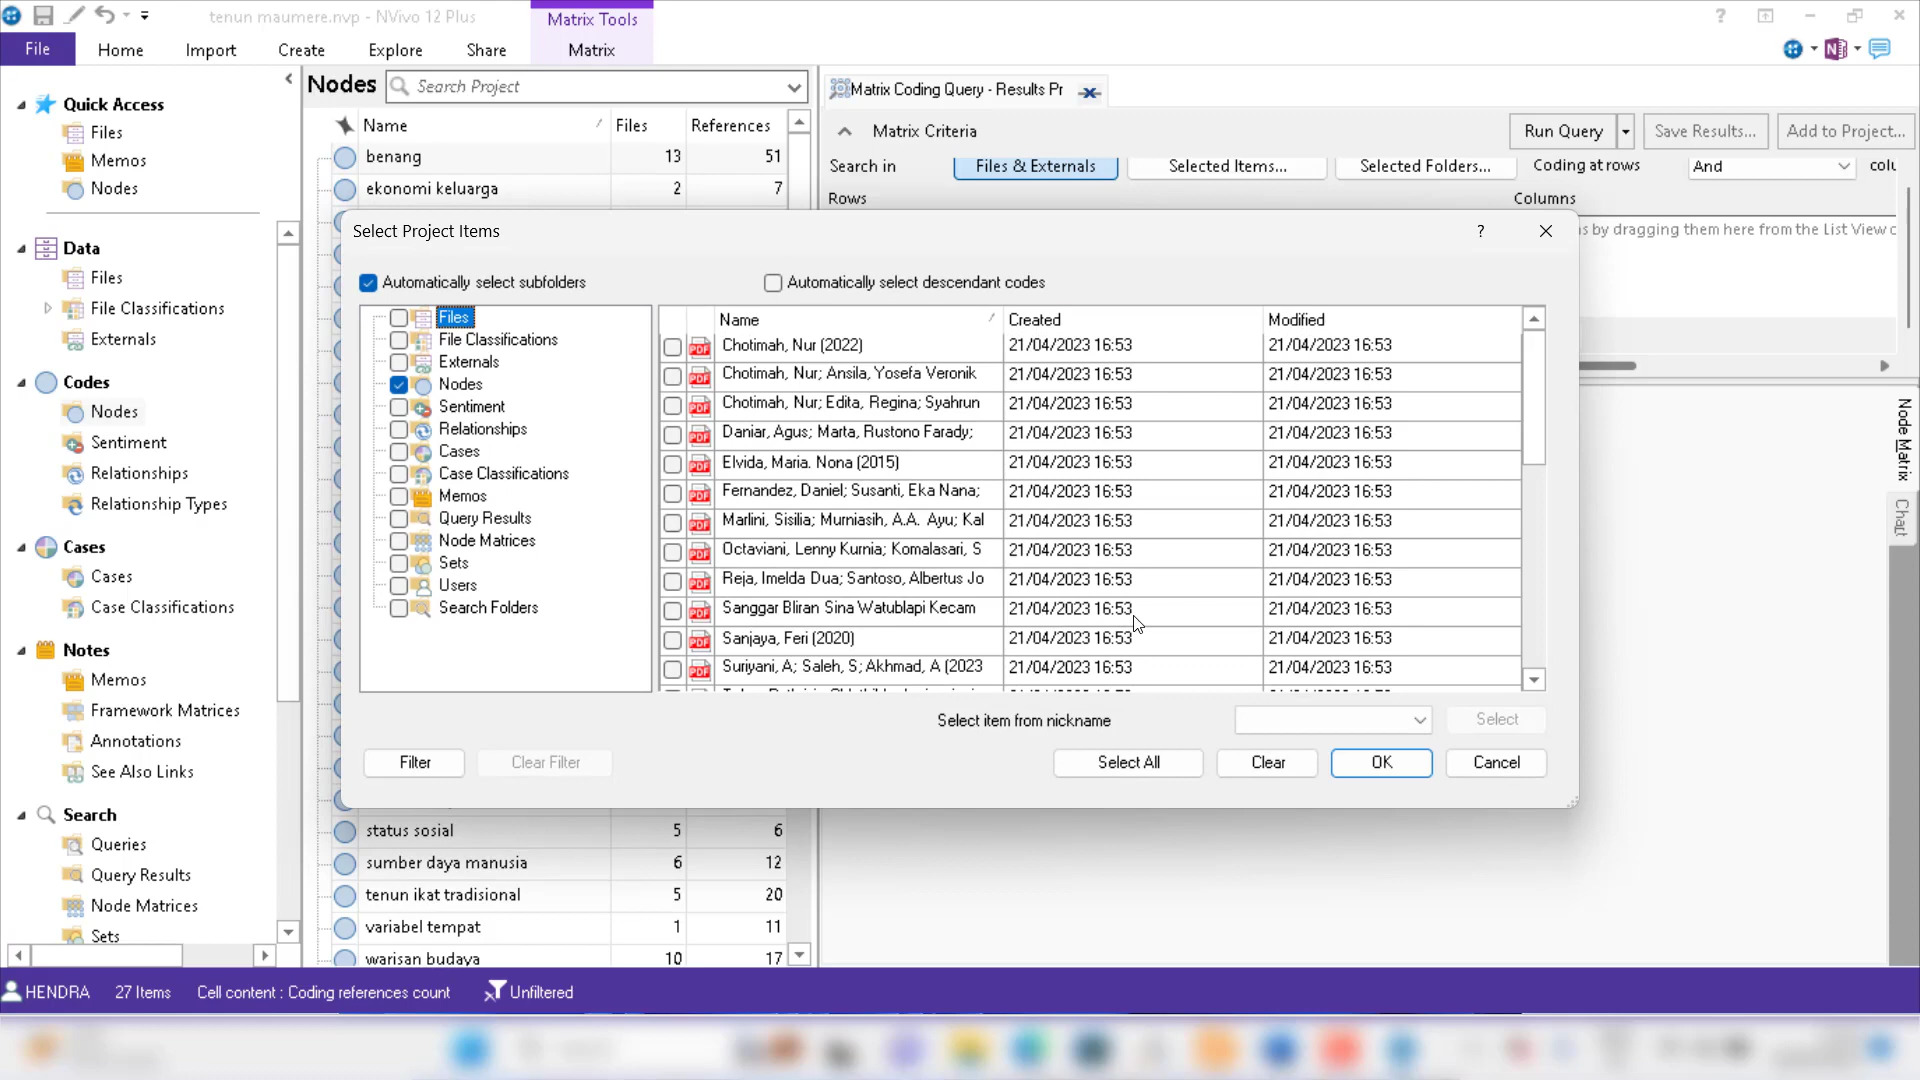 tenun maumere.nvp - NVivo 12 Plus
Matrix Tools
File Home Import Create Explore Share Matrix
Quick Access
Files
Memos
Nodes
Data
Files
File Classifications
Externals
Codes
Nodes
Sentiment
Relationships
Relationship Types
Cases
Cases
Case Classifications
Notes
Memos
Framework Matrices
Annotations
See Also Links
Search
Queries
Query Results
Node Matrices
Sets
Nodes Search Project
Name Files References
benang 13 51
ekonomi keluarga 2 7
status sosial 5 6
sumber daya manusia 6 12
tenun ikat tradisional 5 20
variabel tempat 1 11
warisan budaya 10 17
Matrix Coding Query - Results Pr
Matrix Criteria Run Query Save Results... Add to Project...
Search in Files & Externals Selected Items... Selected Folders... Coding at rows And colu
Rows Columns
s by dragging them here from the List View c
Node Matrix
Chart
Select Project Items ?
Automatically select subfolders Automatically select descendant codes
Files
File Classifications
Externals
Nodes
Sentiment
Relationships
Cases
Case Classifications
Memos
Query Results
Node Matrices
Sets
Users
Search Folders
Name Created Modified
Chotimah, Nur (2022) 21/04/2023 16:53 21/04/2023 16:53
Chotimah, Nur; Ansila, Yosefa Veronik 21/04/2023 16:53 21/04/2023 16:53
Chotimah, Nur; Edita, Regina; Syahrun 21/04/2023 16:53 21/04/2023 16:53
Daniar, Agus; Marta, Rustono Farady; 21/04/2023 16:53 21/04/2023 16:53
Elvida, Maria. Nona (2015) 21/04/2023 16:53 21/04/2023 16:53
Fernandez, Daniel; Susanti, Eka Nana; 21/04/2023 16:53 21/04/2023 16:53
Marlini, Sisilia; Murniasih, A.A. Ayu; Kal 21/04/2023 16:53 21/04/2023 16:53
Octaviani, Lenny Kurnia; Komalasari, S 21/04/2023 16:53 21/04/2023 16:53
Reja, Imelda Dua; Santoso, Albertus Jo 21/04/2023 16:53 21/04/2023 16:53
Sanggar Bliran Sina Watublapi Kecam 21/04/2023 16:53 21/04/2023 16:53
Sanjaya, Feri (2020) 21/04/2023 16:53 21/04/2023 16:53
Suriyani, A; Saleh, S; Akhmad, A (2023 21/04/2023 16:53 21/04/2023 16:53
Select item from nickname Select
Filter Clear Filter Select All Clear OK Cancel
HENDRA 27 Items Cell content : Coding references count Unfiltered